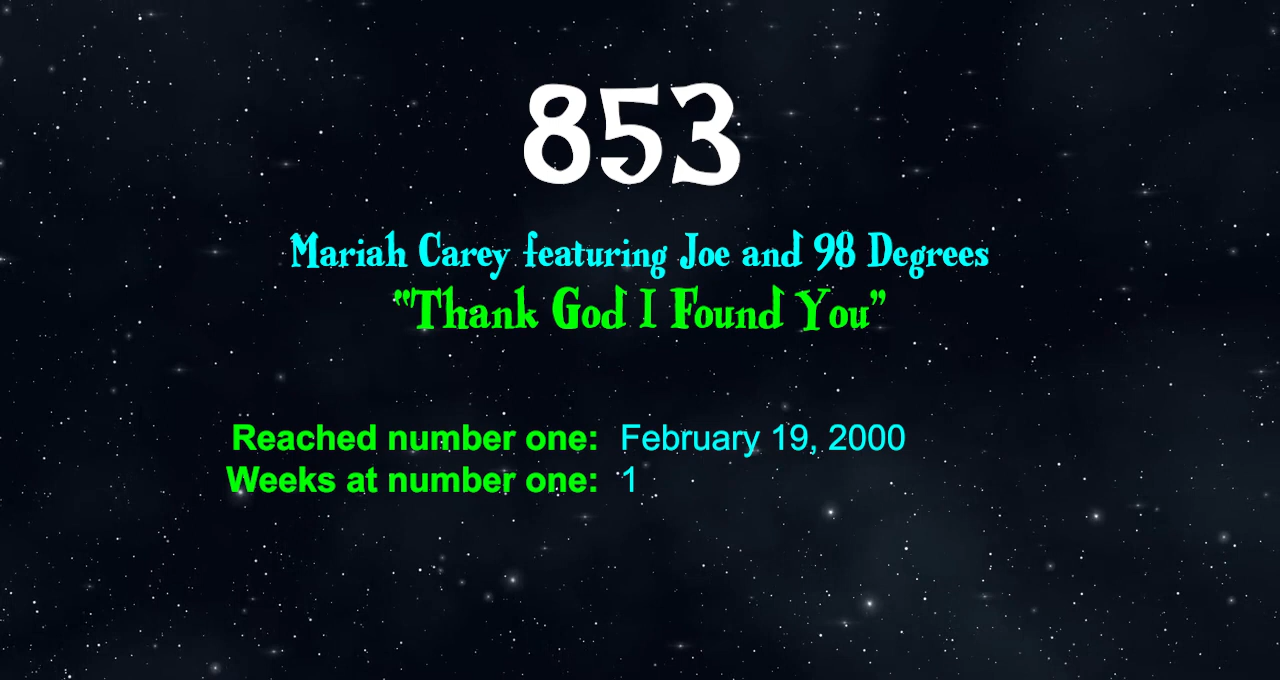 853
Mariah Carey featuring Joe and 98 Degrees
“Thank God I Found You”
Reached number one: February 19, 2000
Weeks at number one: 1